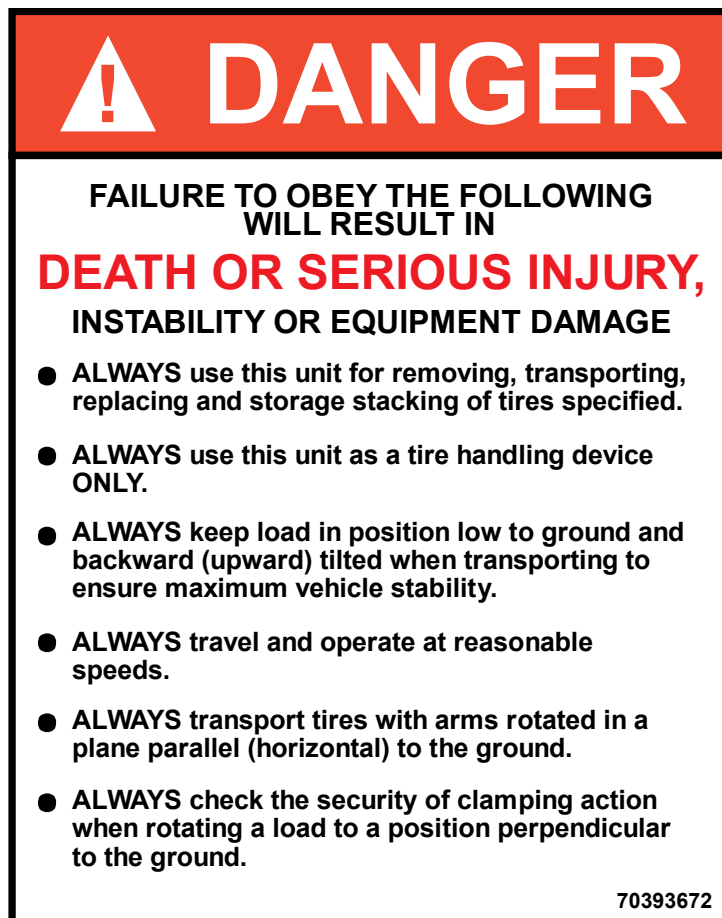 DANGER
FAILURE TO OBEY THE FOLLOWING
WILL RESULT IN
DEATH OR SERIOUS INJURY,
INSTABILITY OR EQUIPMENT DAMAGE
● ALWAYS use this unit for removing, transporting,
replacing and storage stacking of tires specified.
● ALWAYS use this unit as a tire handling device
ONLY.
● ALWAYS keep load in position low to ground and
backward (upward) tilted when transporting to
ensure maximum vehicle stability.
● ALWAYS travel and operate at reasonable
speeds.
● ALWAYS transport tires with arms rotated in a
plane parallel (horizontal) to the ground.
● ALWAYS check the security of clamping action
when rotating a load to a position perpendicular
to the ground.
70393672